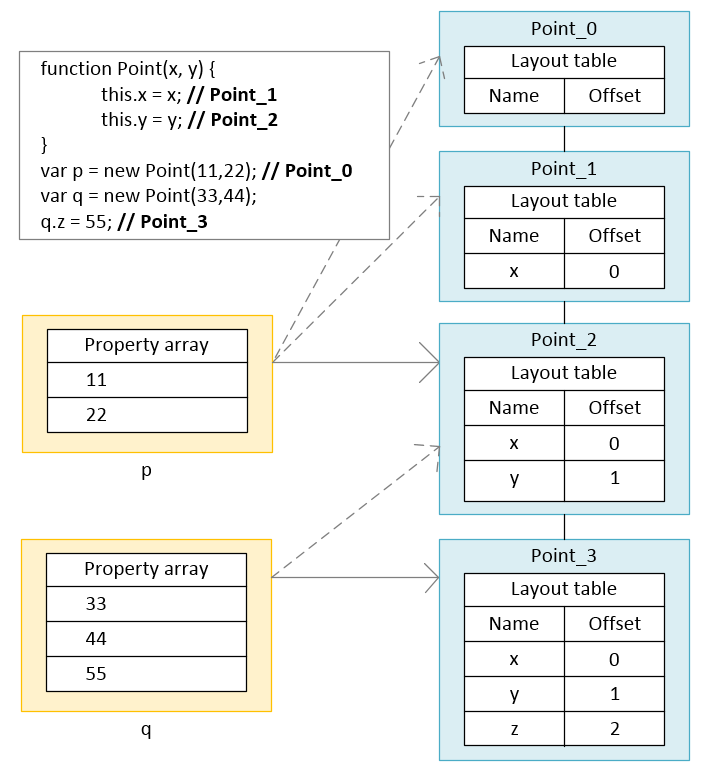 function Point(x, y) {
this.x = x; // Point_1
this.y = y; // Point_2
}
var p = new Point(11,22); // Point_0
var q = new Point(33,44);
q.z = 55; // Point_3
Point_0
Layout table
Name Offset
Point_1
Layout table
Name Offset
x 0
Property array
11
22
p
Point_2
Layout table
Name Offset
x 0
y 1
Property array
33
44
55
q
Point_3
Layout table
Name Offset
x 0
y 1
z 2